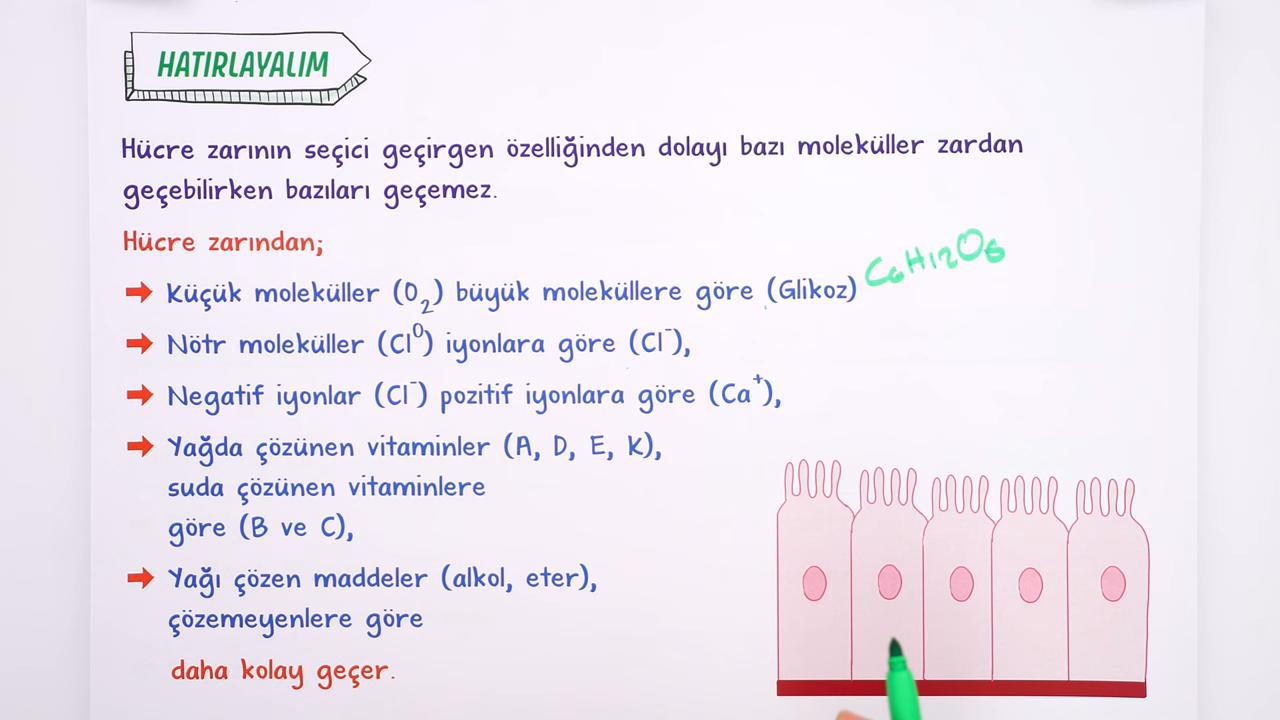 HATIRLAYALIM
Hücre zarının seçici geçirgen özelliğinden dolayı bazı moleküller zardan
geçebilirken bazıları geçemez.
Hücre zarından;
Küçük moleküller (O₂) büyük moleküllere göre (Glikoz) C6H12O6
Nötr moleküller (Cl⁰) iyonlara göre (Cl⁻),
Negatif iyonlar (Cl⁻) pozitif iyonlara göre (Ca⁺),
Yağda çözünen vitaminler (A, D, E, K),
suda çözünen vitaminlere
göre (B ve C),
Yağı çözen maddeler (alkol, eter),
çözemeyenlere göre
daha kolay geçer.